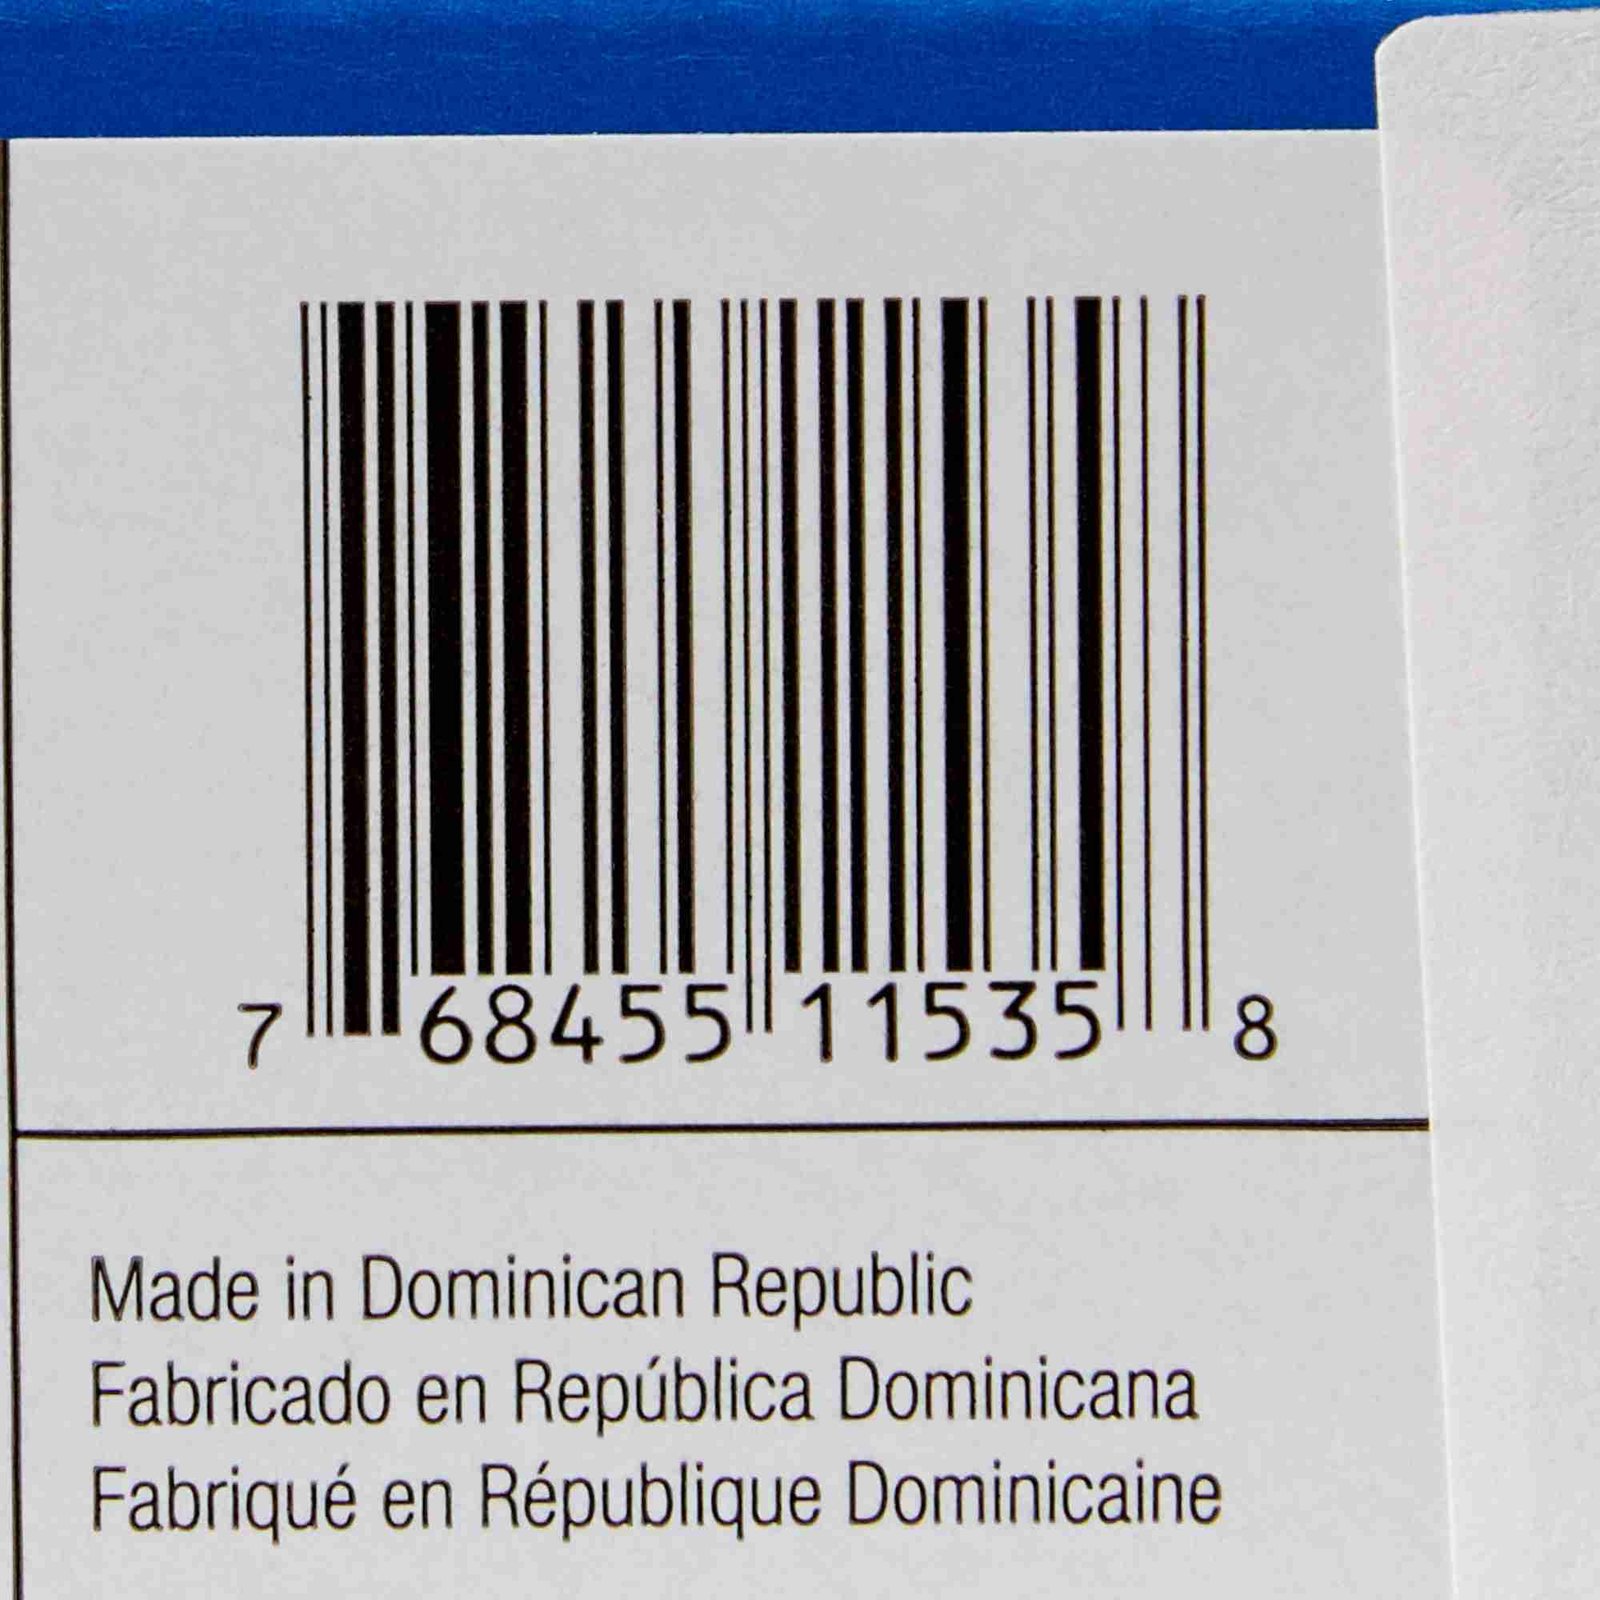 7 68455 11535 8
Made in Dominican Republic
Fabricado en República Dominicana
Fabriqué en République Dominicaine